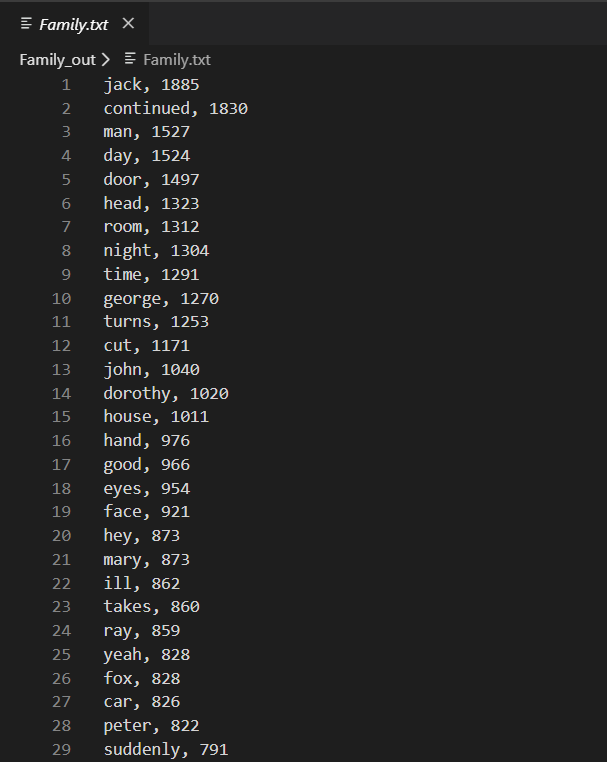 Family.txt
Family_out > Family.txt
1 jack, 1885
2 continued, 1830
3 man, 1527
4 day, 1524
5 door, 1497
6 head, 1323
7 room, 1312
8 night, 1304
9 time, 1291
10 george, 1270
11 turns, 1253
12 cut, 1171
13 john, 1040
14 dorothy, 1020
15 house, 1011
16 hand, 976
17 good, 966
18 eyes, 954
19 face, 921
20 hey, 873
21 mary, 873
22 ill, 862
23 takes, 860
24 ray, 859
25 yeah, 828
26 fox, 828
27 car, 826
28 peter, 822
29 suddenly, 791